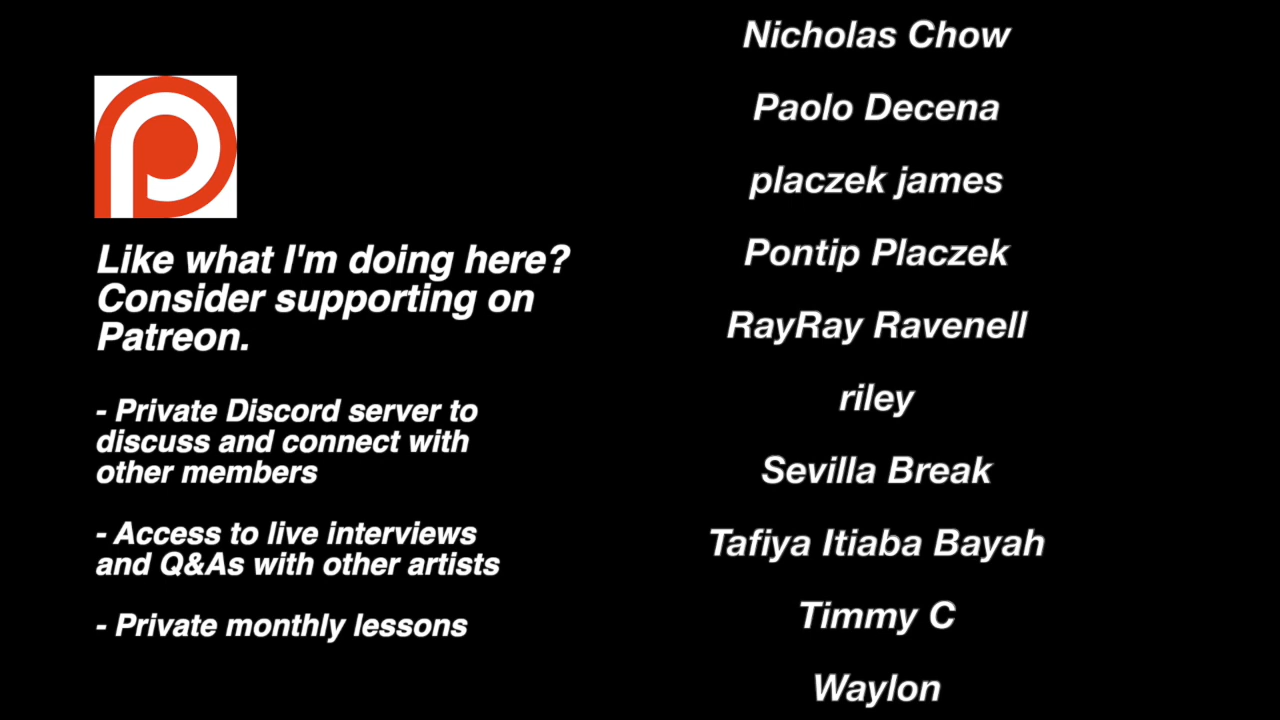 Like what I'm doing here?
Consider supporting on
Patreon.
- Private Discord server to
discuss and connect with
other members
- Access to live interviews
and Q&As with other artists
- Private monthly lessons
Nicholas Chow
Paolo Decena
placzek james
Pontip Placzek
RayRay Ravenell
riley
Sevilla Break
Tafiya Itiaba Bayah
Timmy C
Waylon